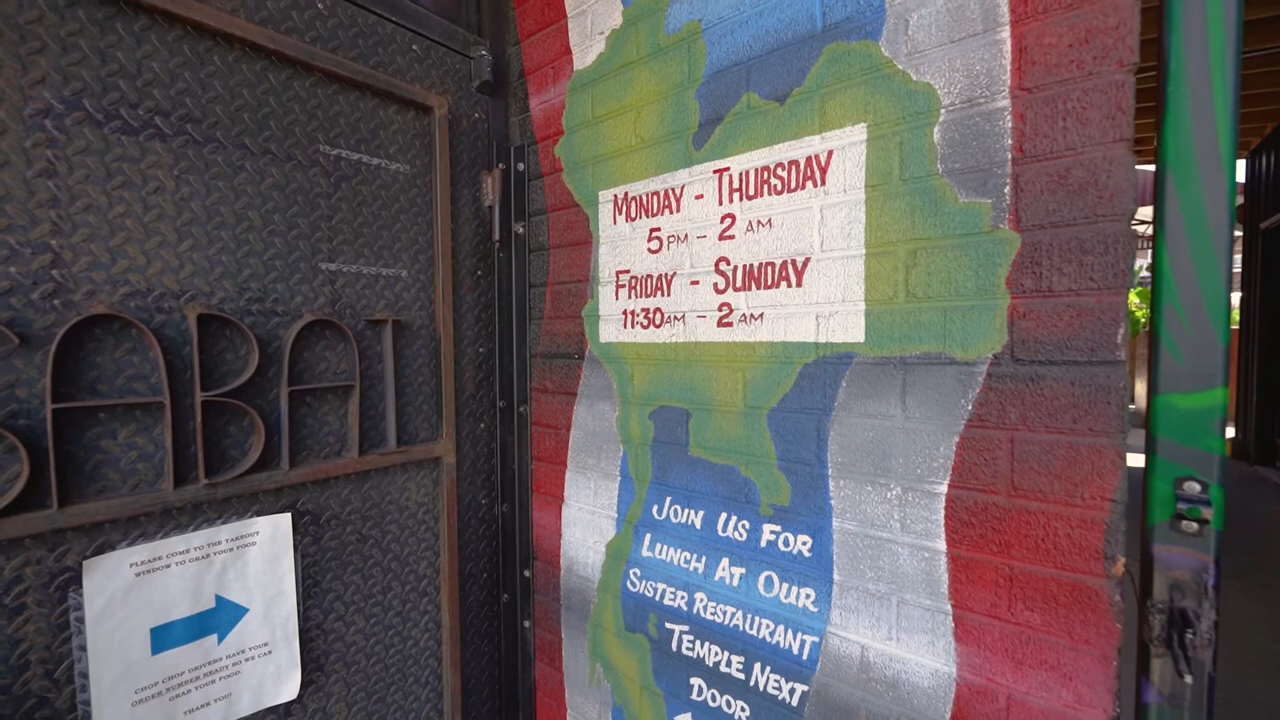 SABAI
PLEASE COME TO THE TAKEOUT
WINDOW TO GRAB YOUR FOOD
CHOP CHOP DRIVERS HAVE YOUR
ORDER NUMBER READY SO WE CAN
GRAB YOUR FOOD.
THANK YOU!
MONDAY - THURSDAY
5 PM - 2 AM
FRIDAY - SUNDAY
11:30 AM - 2 AM
JOIN US FOR
LUNCH AT OUR
SISTER RESTAURANT
TEMPLE NEXT
DOOR